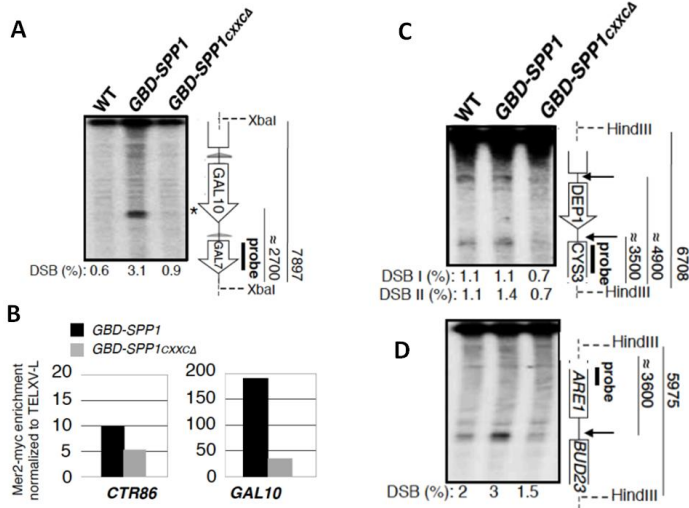 A
WT
GBD-SPP1
GBD-SPP1CXXCΔ
XbaI
GAL10
*
GAL7
probe
≈ 2700
7897
XbaI
DSB (%): 0.6 3.1 0.9
B
GBD-SPP1
GBD-SPP1CXXCΔ
Mer2-myc enrichment
normalized to TELXV-L
20
15
10
5
0
CTR86
200
150
100
50
0
GAL10
C
WT
GBD-SPP1
GBD-SPP1CXXCΔ
HindIII
DEP1
CYS3
probe
≈ 3500
≈ 4900
6708
HindIII
DSB I (%): 1.1 1.1 0.7
DSB II (%): 1.1 1.4 0.7
D
HindIII
ARE1
probe
≈ 3600
5975
BUD23
HindIII
DSB (%): 2 3 1.5